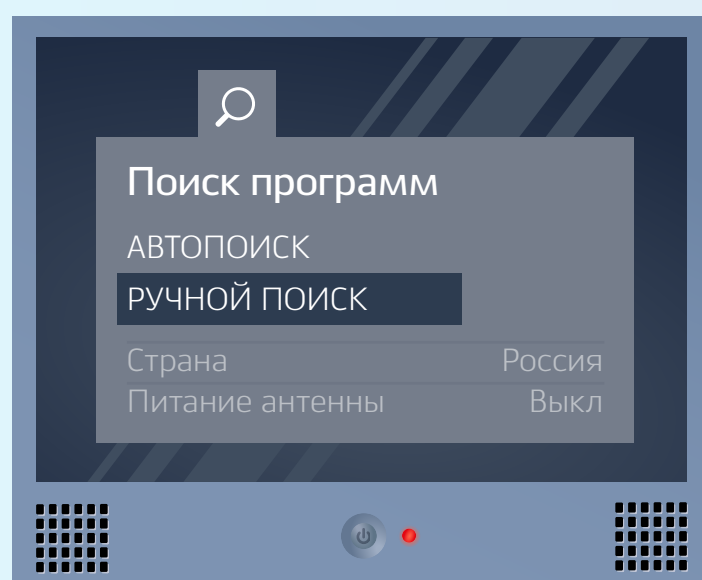 Поиск программ
АВТОПОИСК
РУЧНОЙ ПОИСК
Страна Россия
Питание антенны Выкл